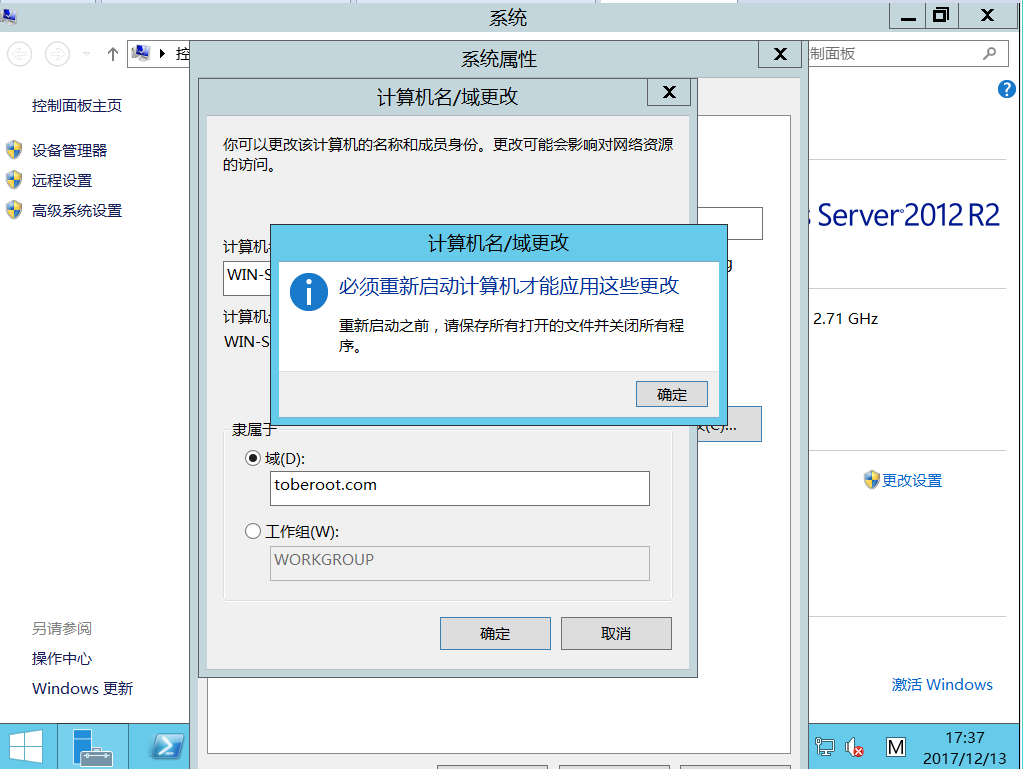 系统
控
制面板
系统属性
控制面板主页
设备管理器
远程设置
高级系统设置
计算机名/域更改
你可以更改该计算机的名称和成员身份。更改可能会影响对网络资源
的访问。
Server 2012 R2
计算机
WIN-S
计算机
WIN-S
计算机名/域更改
必须重新启动计算机才能应用这些更改
重新启动之前，请保存所有打开的文件并关闭所有程
序。
确定
2.71 GHz
(C)...
隶属于
域(D):
toberoot.com
更改设置
工作组(W):
WORKGROUP
确定
取消
另请参阅
操作中心
Windows 更新
激活 Windows
M
17:37
2017/12/13